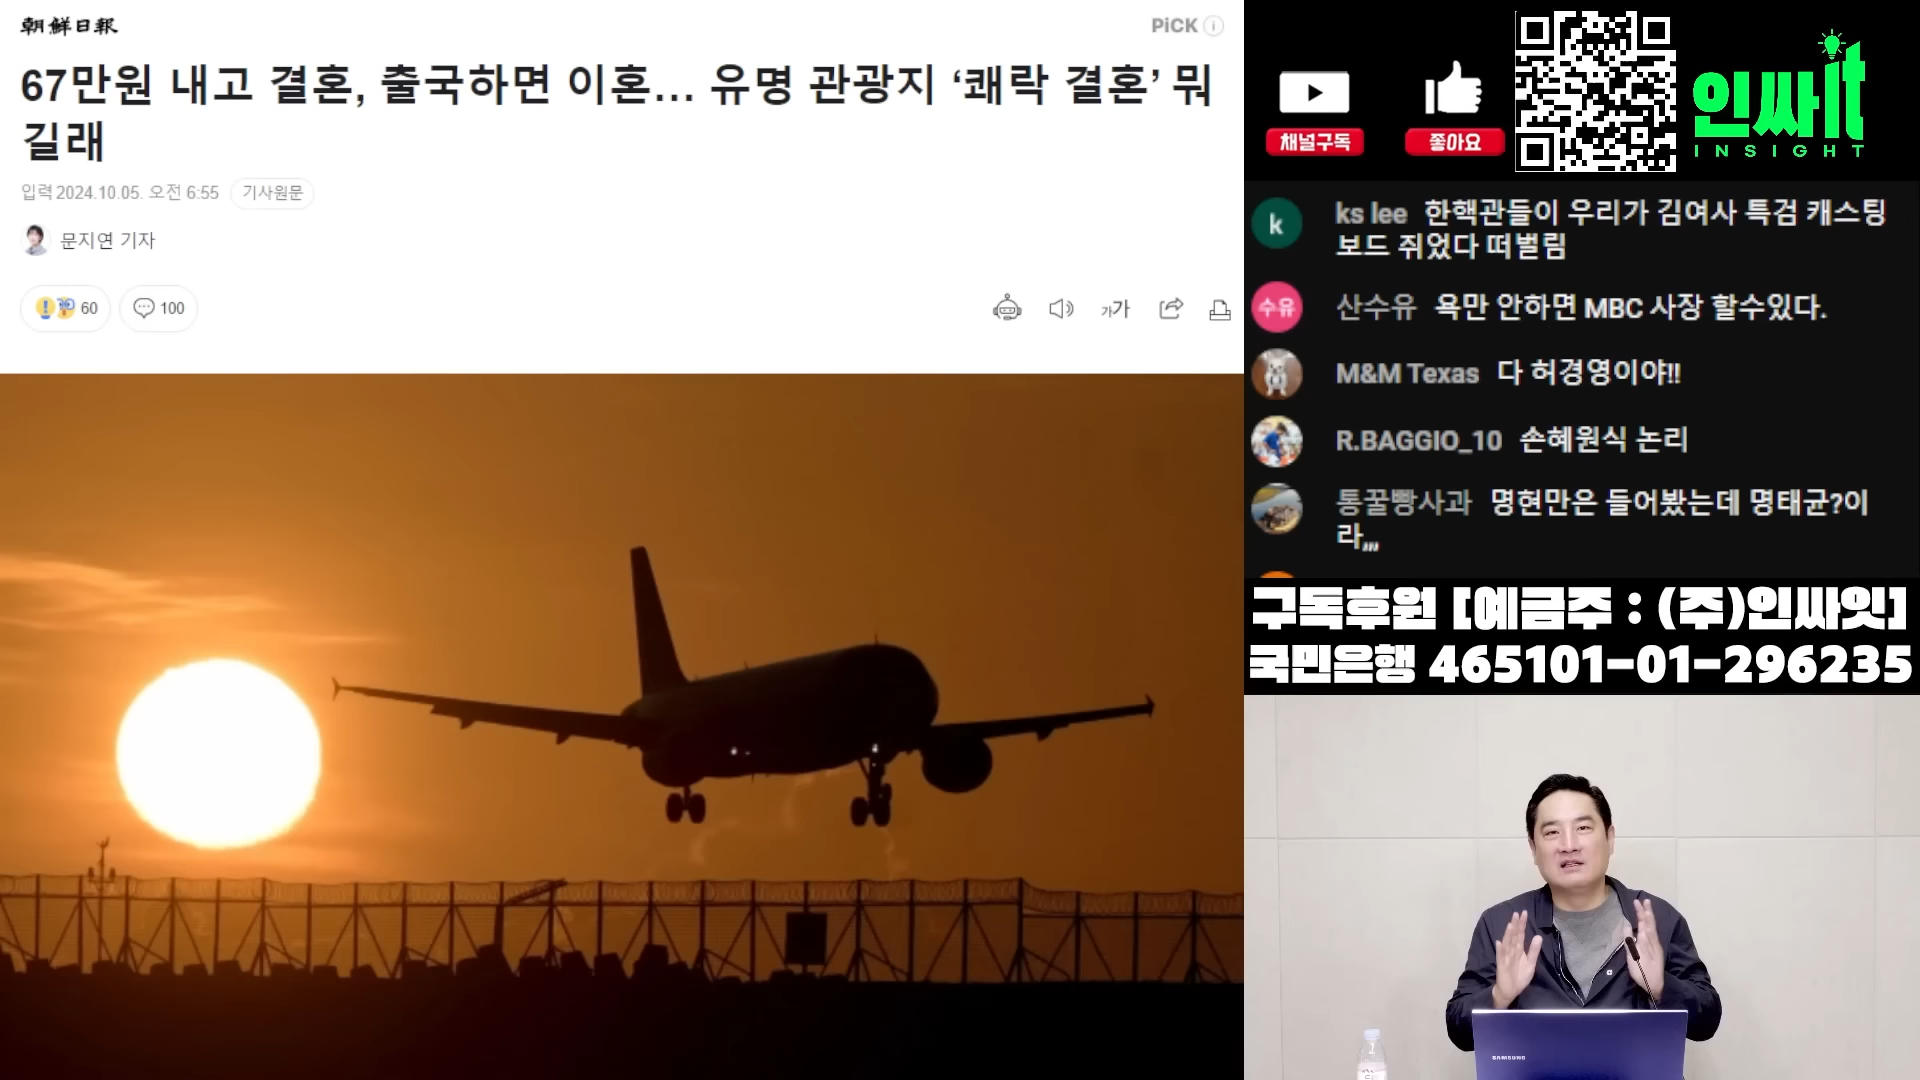 朝鮮日報
PiCK
67만원 내고 결혼, 출국하면 이혼... 유명 관광지 ‘쾌락 결혼’ 뭐
길래
입력 2024.10.05. 오전 6:55 기사원문
문지연 기자
60
100
가가
채널구독
좋아요
인싸it
INSIGHT
k
ks lee 한핵관들이 우리가 김여사 특검 캐스팅
보드 쥐었다 떠벌림
수유
산수유 욕만 안하면 MBC 사장 할수있다.
M&M Texas 다 허경영이야!!
R.BAGGIO_10 손혜원식 논리
통꿀빵사과 명현만은 들어봤는데 명태균?이
라,,,,
구독후원 [예금주 : (주)인싸잇]
국민은행 465101-01-296235
SAMSUNG